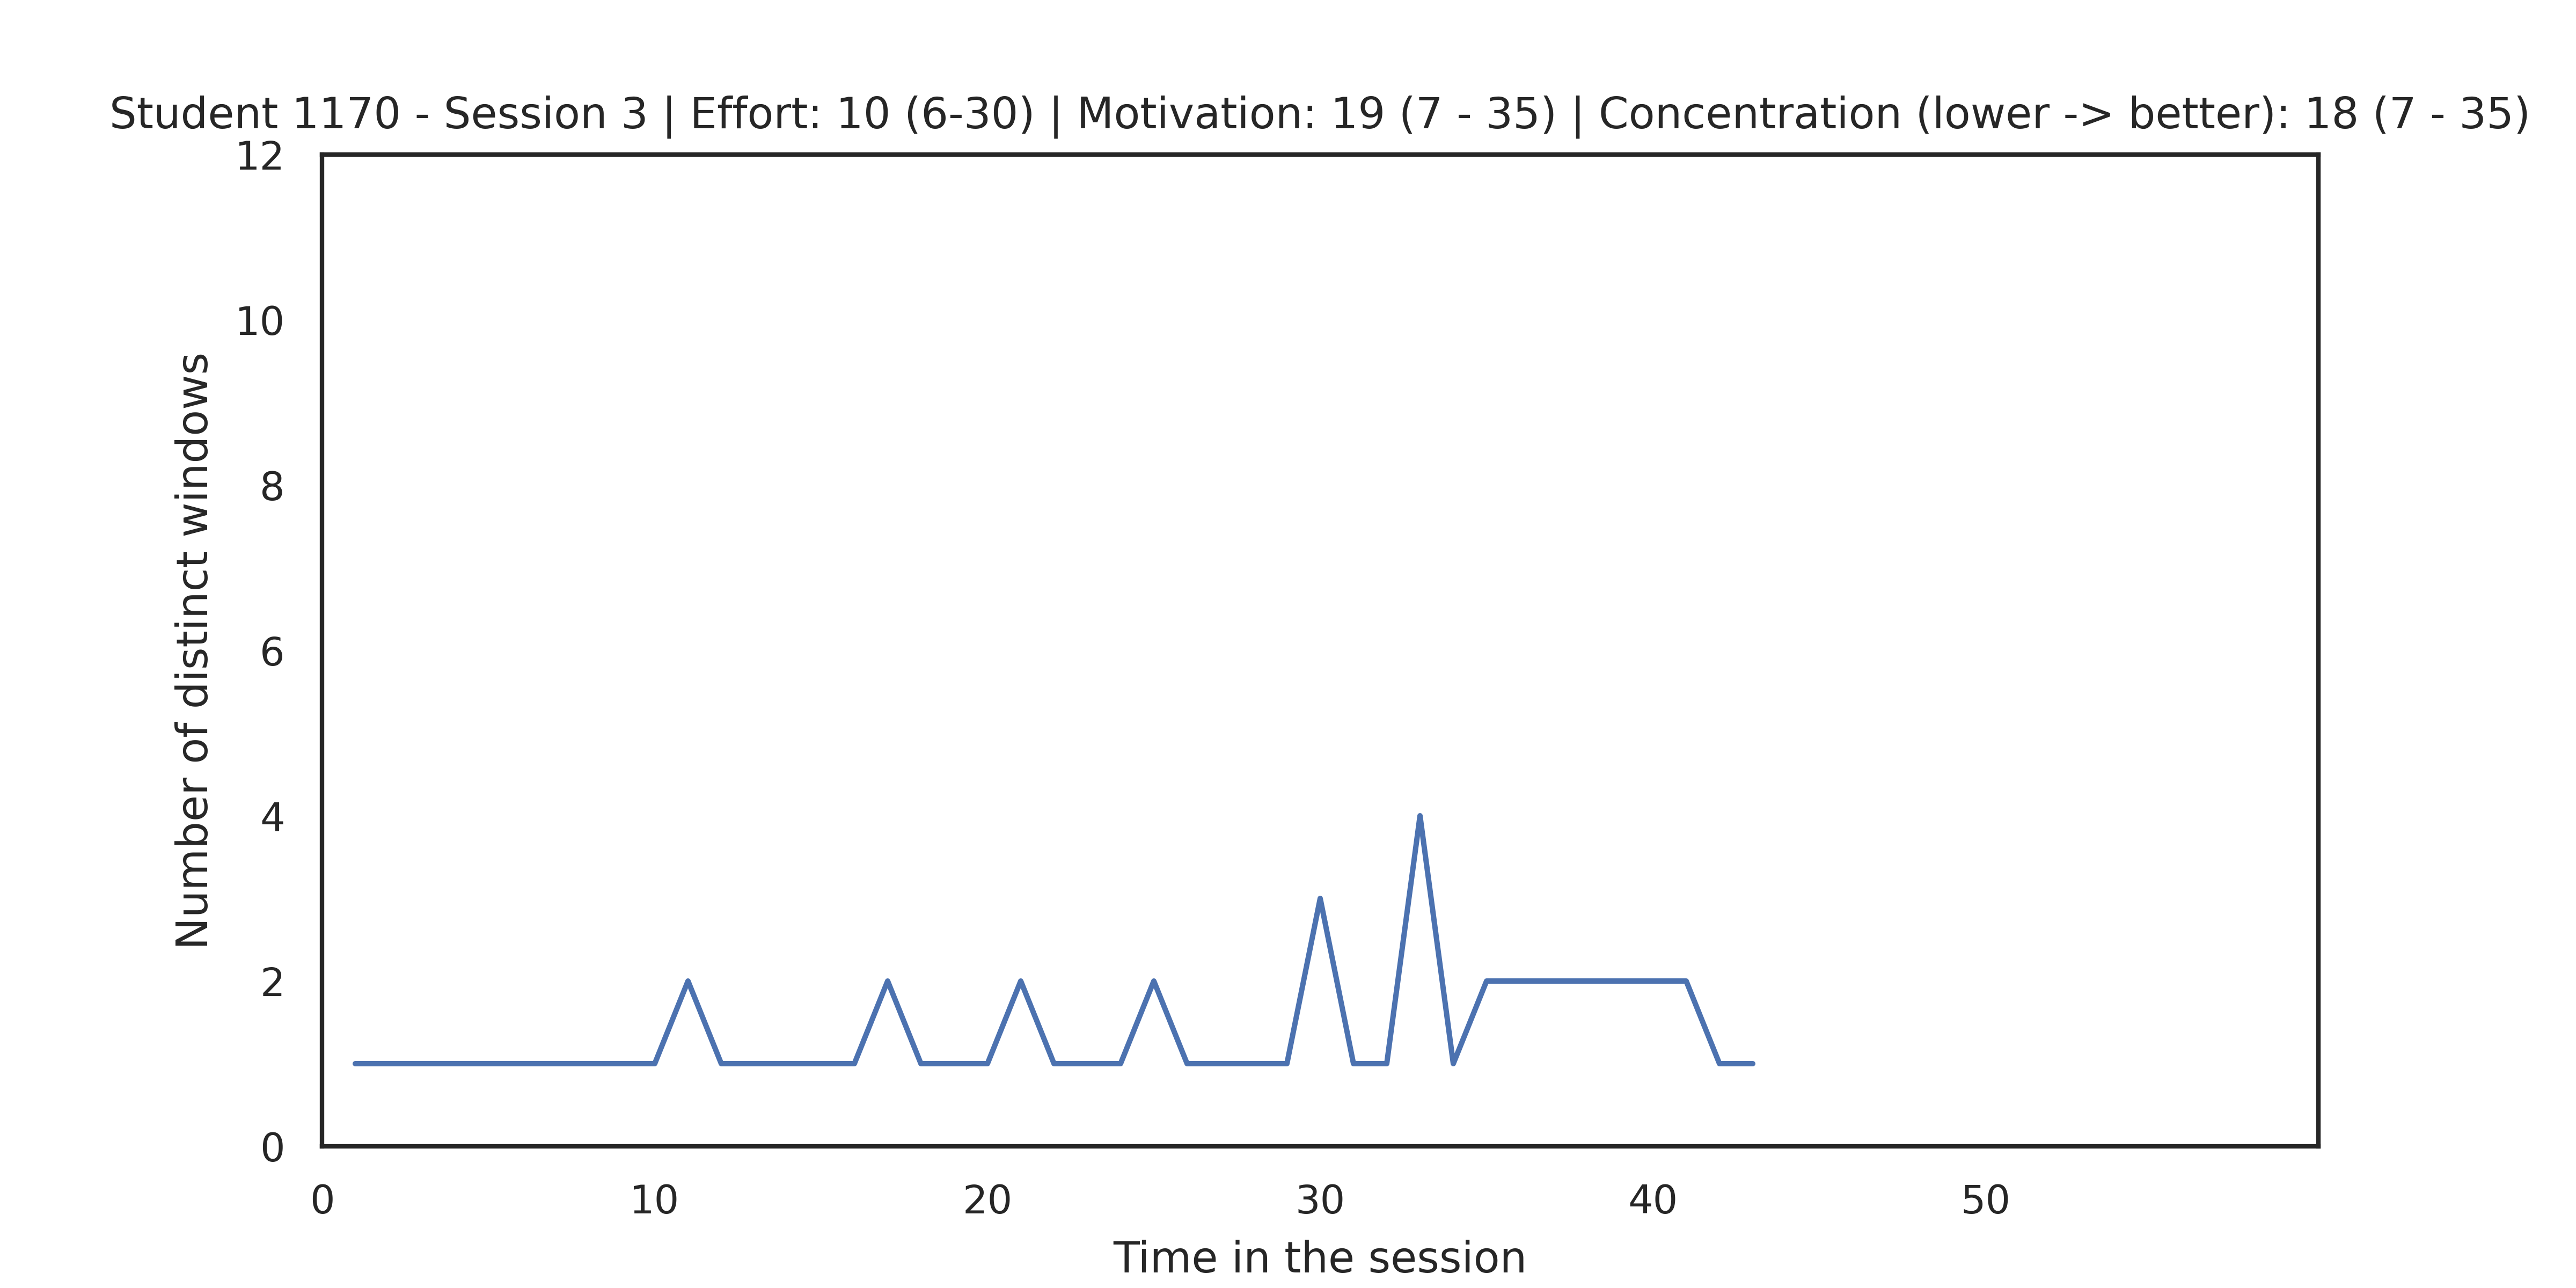 Student 1170 - Session 3 | Effort: 10 (6-30) | Motivation: 19 (7 - 35) | Concentration (lower -> better): 18 (7 - 35)
12
10
8
6
4
2
0
Number of distinct windows
0 10 20 30 40 50
Time in the session